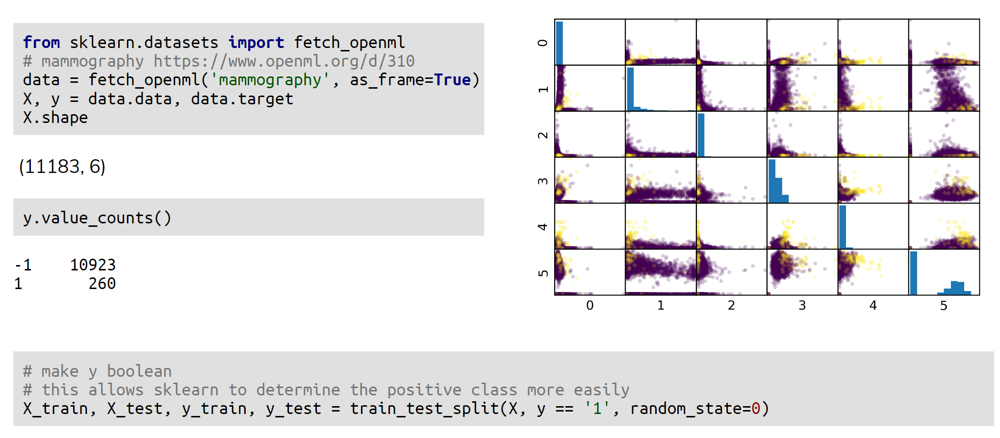 from sklearn.datasets import fetch_openml
# mammography https://www.openml.org/d/310
data = fetch_openml('mammography', as_frame=True)
X, y = data.data, data.target
X.shape
(11183, 6)
y.value_counts()
-1 10923
1 260
0
1
2
3
4
5
0 1 2 3 4 5
# make y boolean
# this allows sklearn to determine the positive class more easily
X_train, X_test, y_train, y_test = train_test_split(X, y == '1', random_state=0)